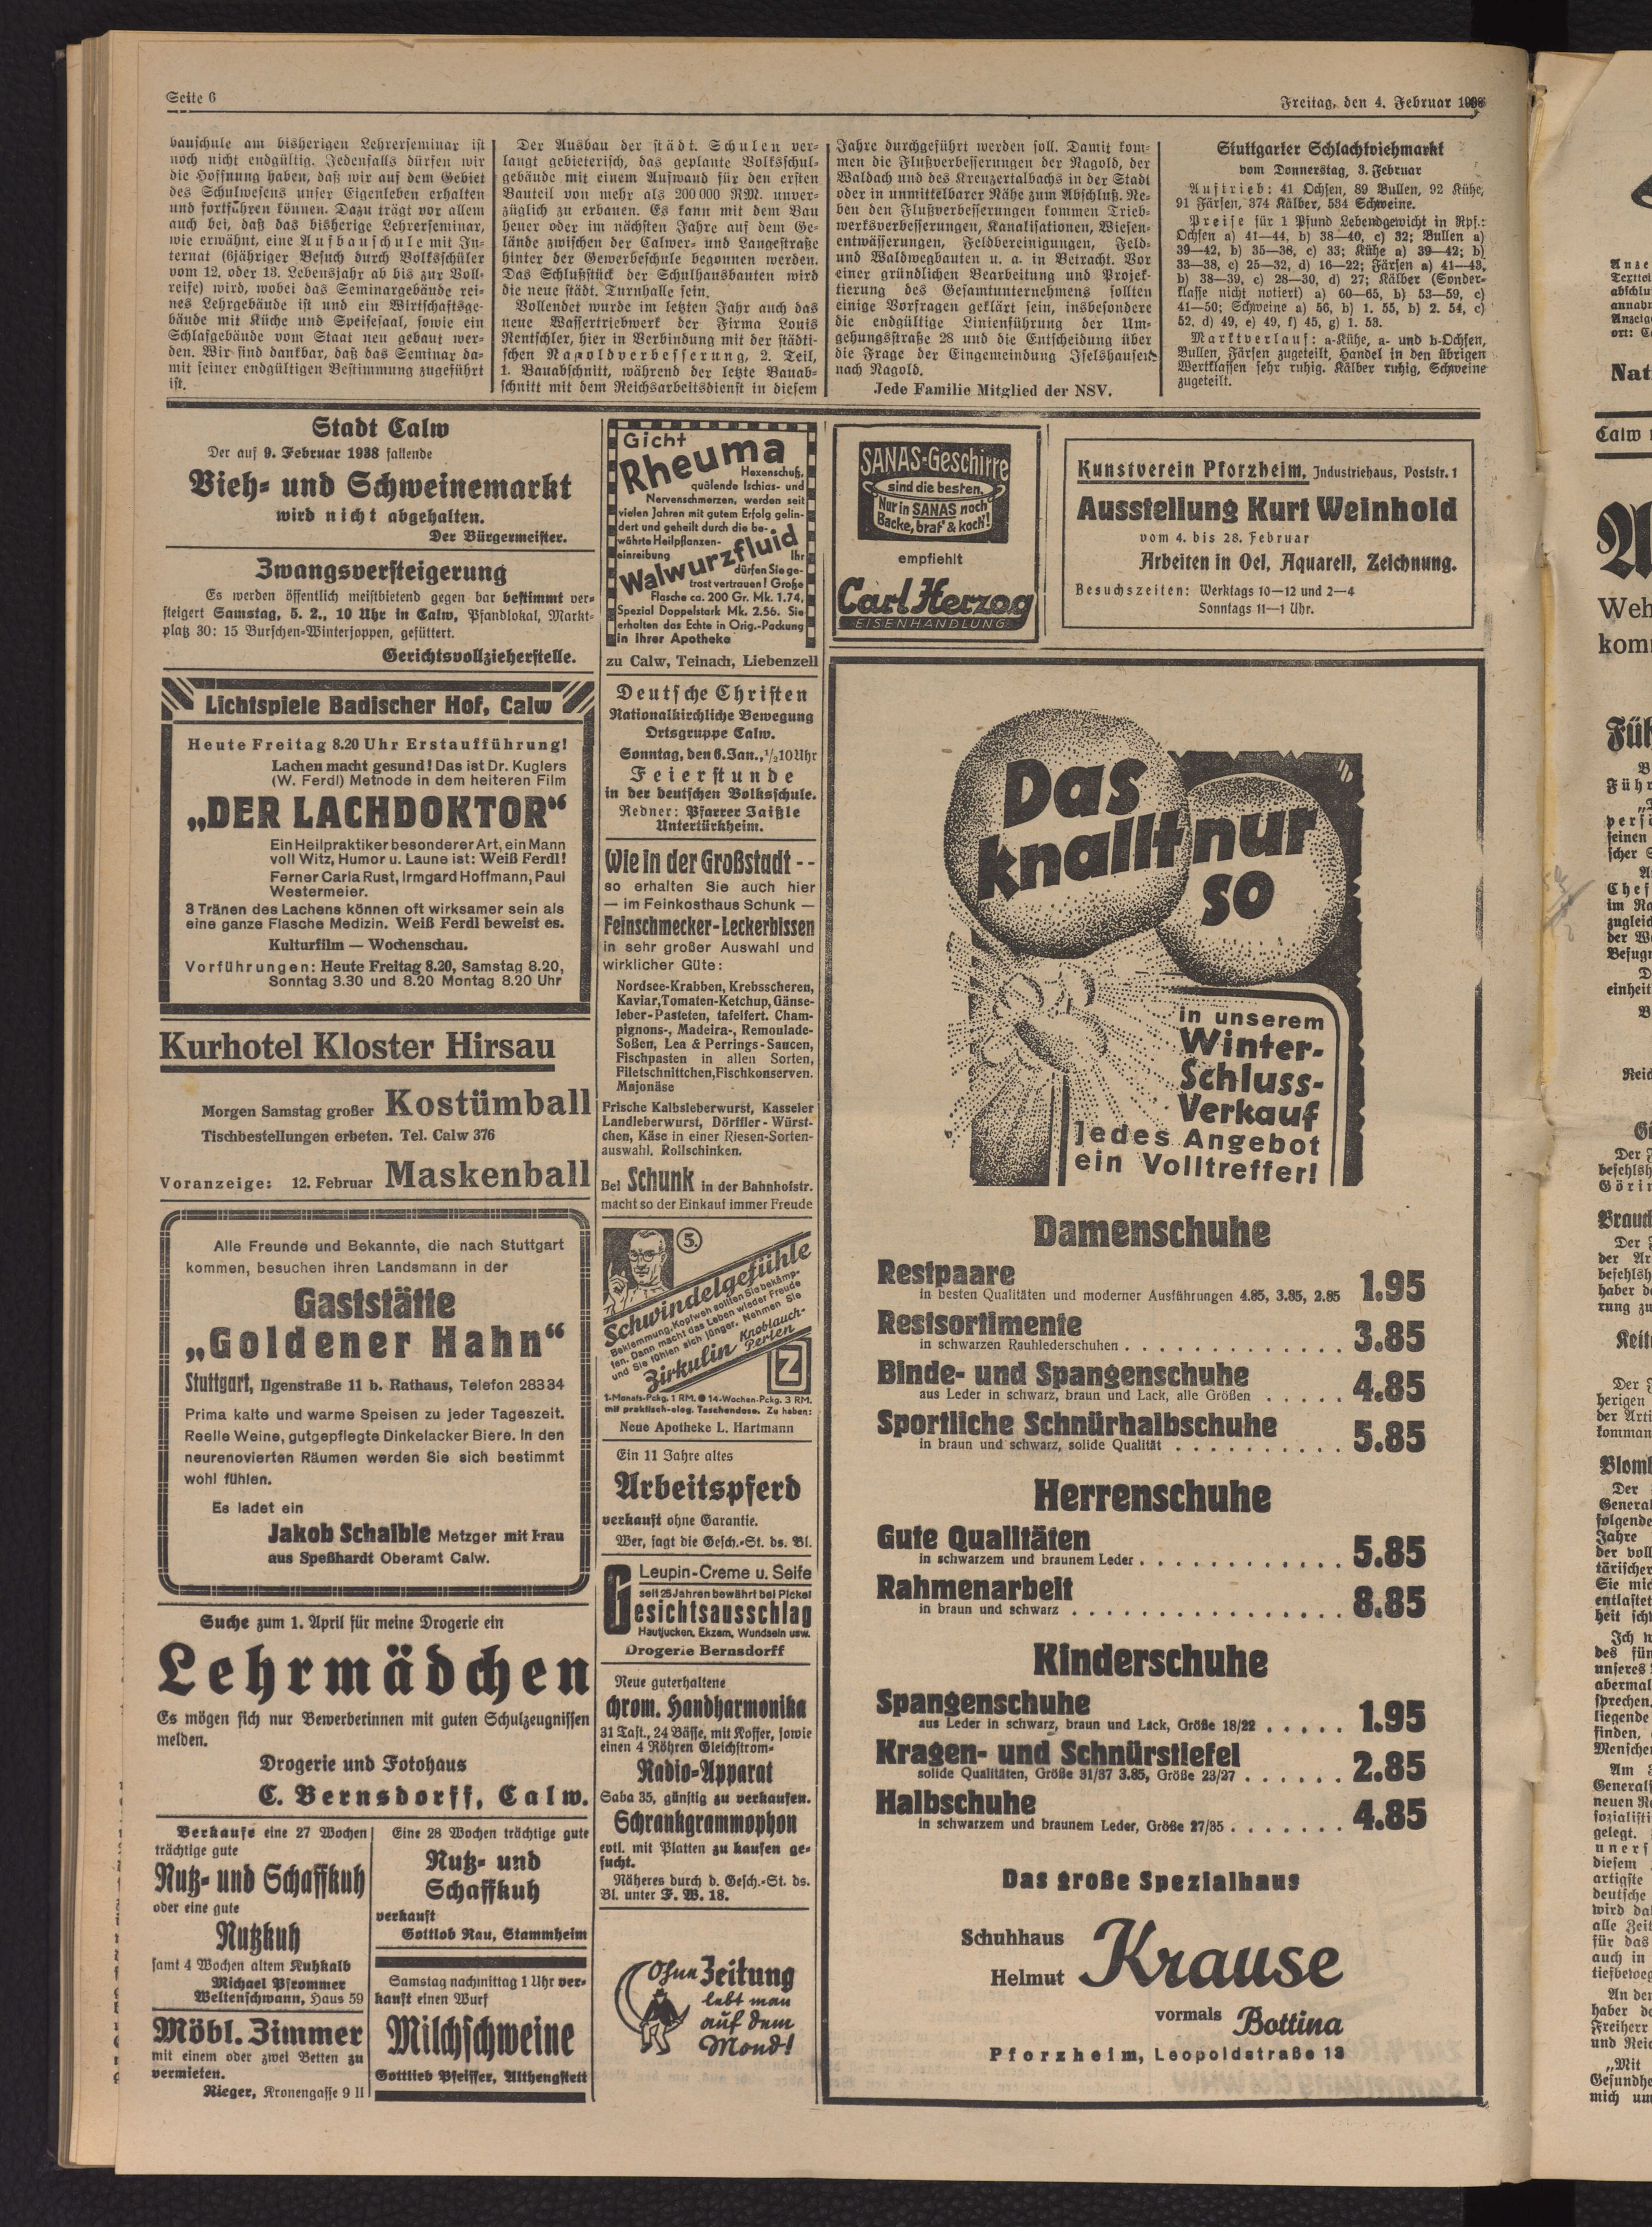 Seite 6
Freitag, den 4. Februar
bauschule am bisherigen Lehrerseminar ist
noch nicht endgültig. Jedenfalls dürfen wir
die Hoffnung haben, daß wir auf dem Gebiet
des Schulwesens unser Eigenleben erhalten
und fortführen können. Dazu trägt vor allem
auch bei, daß das bisherige Lehrerseminar,
wie erwähnt, eine Aufbauschule mit In-
ternat (6jähriger Besuch durch Volksschüler
vom 12. oder 13. Lebensjahr ab bis zur Voll-
reife) wird, wobei das Seminargebäude rei-
nes Lehrgebäude ist und ein Wirtschaftsge-
bäude mit Küche und Speisesaal, sowie ein
Schlafgebäude vom Staat neu gebaut wer-
den. Wir sind dankbar, daß das Seminar da-
mit seiner endgültigen Bestimmung zugeführt
ist.
Der Ausbau der städt. Schulen ver-
langt gebieterisch, das geplante Volksschul-
gebäude mit einem Aufwand für den ersten
Bauteil von mehr als 200 000 RM. unver-
züglich zu erbauen. Es kann mit dem Bau
heuer oder im nächsten Jahre auf dem Ge-
lände zwischen der Calwer- und Langestraße
hinter der Gewerbeschule begonnen werden.
Das Schlußstück der Schulhausbauten wird
die neue städt. Turnhalle sein.
Vollendet wurde im letzten Jahr auch das
neue Wassertriebwerk der Firma Louis
Rentschler, hier in Verbindung mit der städti-
schen Nagoldverbesserung, 2. Teil,
1. Bauabschnitt, während der letzte Bauab-
schnitt mit dem Reichsarbeitsdienst in diesem
Jahre durchgeführt werden soll. Damit kom-
men die Flußverbesserungen der Nagold, der
Waldach und des Kreuzertalbachs in der Stadt
oder in unmittelbarer Nähe zum Abschluß. Ne-
ben den Flußverbesserungen kommen Trieb-
werksverbesserungen, Kanalisationen, Wiesen-
entwässerungen, Feldbereinigungen, Feld-
und Waldwegbauten u. a. in Betracht. Vor
einer gründlichen Bearbeitung und Projek-
tierung des Gesamtunternehmens sollten
einige Vorfragen geklärt sein, insbesondere
die endgültige Linienführung der Um-
gehungsstraße 28 und die Entscheidung über
die Frage der Eingemeindung Iselshausen
nach Nagold.
Jede Familie Mitglied der NSV.
Stuttgarter Schlachtviehmarkt
vom Donnerstag, 3. Februar
Auftrieb: 41 Ochsen, 89 Bullen, 92 Kühe,
91 Färsen, 374 Kälber, 534 Schweine.
Preise für 1 Pfund Lebendgewicht in Rpf.:
Ochsen a) 41—44, b) 38—40, c) 32; Bullen a)
39—42, b) 35—38, c) 33; Kühe a) 39—42; b)
33—38, c) 25—32, d) 16—22; Färsen a) 41—43,
b) 38—39, c) 28—30, d) 27; Kälber (Sonder-
klasse nicht notiert) a) 60—65, b) 53—59, c)
41—50; Schweine a) 56, b) 1. 55, b) 2. 54, c)
52, d) 49, e) 49, f) 45, g) 1. 53.
Marktverlauf: a-Kühe, a- und b-Ochsen,
Bullen, Färsen zugeteilt, Handel in den übrigen
Wertklassen sehr ruhig. Kälber ruhig, Schweine
zugeteilt.
Stadt Calw
Der auf 9. Februar 1938 fallende
Vieh- und Schweinemarkt
wird nicht abgehalten.
Der Bürgermeister.
Zwangsversteigerung
Es werden öffentlich meistbietend gegen bar bestimmt ver-
steigert Samstag, 5. 2., 10 Uhr in Calw, Pfandlokal, Markt-
platz 30: 15 Burschen-Winterjoppen, gefüttert.
Gerichtsvollzieherstelle.
Lichtspiele Badischer Hof, Calw
Heute Freitag 8.20 Uhr Erstaufführung!
Lachen macht gesund! Das ist Dr. Kuglers
(W. Ferdl) Methode in dem heiteren Film
„DER LACHDOKTOR“
Ein Heilpraktiker besonderer Art, ein Mann
voll Witz, Humor u. Laune ist: Weiß Ferdl!
Ferner Carla Rust, Irmgard Hoffmann, Paul
Westermeier.
3 Tränen des Lachens können oft wirksamer sein als
eine ganze Flasche Medizin. Weiß Ferdl beweist es.
Kulturfilm — Wochenschau.
Vorführungen: Heute Freitag 8.20, Samstag 8.20,
Sonntag 3.30 und 8.20 Montag 8.20 Uhr
Kurhotel Kloster Hirsau
Morgen Samstag großer Kostümball
Tischbestellungen erbeten. Tel. Calw 376
Voranzeige: 12. Februar Maskenball
Alle Freunde und Bekannte, die nach Stuttgart
kommen, besuchen ihren Landsmann in der
Gaststätte
„Goldener Hahn“
Stuttgart, Ilgenstraße 11 b. Rathaus, Telefon 28334
Prima kalte und warme Speisen zu jeder Tageszeit.
Reelle Weine, gutgepflegte Dinkelacker Biere. In den
neurenovierten Räumen werden Sie sich bestimmt
wohl fühlen.
Es ladet ein
Jakob Schaible Metzger mit Frau
aus Speßhardt Oberamt Calw.
Suche zum 1. April für meine Drogerie ein
Lehrmädchen
Es mögen sich nur Bewerberinnen mit guten Schulzeugnissen
melden.
Drogerie und Fotohaus
C. Bernsdorff, Calw.
Verkaufe eine 27 Wochen
trächtige gute
Nutz- und Schaffkuh
oder eine gute
Nutzkuh
samt 4 Wochen altem Kuhkalb
Michael Pfrommer
Weltenschwann, Haus 59
Möbl. Zimmer
mit einem oder zwei Betten zu
vermieten.
Rieger, Kronengasse 9 II
Eine 28 Wochen trächtige gute
Nutz- und
Schaffkuh
verkauft
Gottlob Rau, Stammheim
Samstag nachmittag 1 Uhr ver-
kauft einen Wurf
Milchschweine
Gottlieb Pfeiffer, Althengstett
Gicht
Rheuma
Hexenschuß,
quälende Ischias- und
Nervenschmerzen, werden seit
vielen Jahren mit gutem Erfolg gelin-
dert und geheilt durch die be-
währte Heilpflanzen-
einreibung
Walwurzfluid
Ihr
dürfen Sie ge-
trost vertrauen! Große
Flasche ca. 200 Gr. Mk. 1.74,
Spezial Doppelstark Mk. 2.56. Sie
erhalten das Echte in Orig.-Packung
in Ihrer Apotheke
zu Calw, Teinach, Liebenzell
Deutsche Christen
Nationalkirchliche Bewegung
Ortsgruppe Calw.
Sonntag, den 6. Jan., 1/2 10 Uhr
Feierstunde
in der deutschen Volksschule.
Redner: Pfarrer Jaißle
Untertürkheim.
Wie in der Großstadt --
so erhalten Sie auch hier
— im Feinkosthaus Schunk —
Feinschmecker-Leckerbissen
in sehr großer Auswahl und
wirklicher Güte:
Nordsee-Krabben, Krebsscheren,
Kaviar, Tomaten-Ketchup, Gänse-
leber-Pasteten, tafelfert. Cham-
pignons-, Madeira-, Remoulade-
Soßen, Lea & Perrings-Saucen,
Fischpasten in allen Sorten,
Filetschnittchen, Fischkonserven.
Majonäse
Frische Kalbsleberwurst, Kasseler
Landleberwurst, Dörffler-Würst-
chen, Käse in einer Riesen-Sorten-
auswahl, Rollschinken.
Bei Schunk in der Bahnhofstr.
macht so der Einkauf immer Freude
5.
Schwindelgefühle
Beklemmung, Kopfweh sollten Sie bekämp-
fen. Dann macht das Leben wieder Freude
und Sie fühlen sich jünger. Nehmen Sie
Zirkulin Knoblauch-
Perlen
Z
1-Monats-Pckg. 1 RM. ● 14-Wochen-Pckg. 3 RM.
mit praktisch-eleg. Taschendose. Zu haben:
Neue Apotheke L. Hartmann
Ein 11 Jahre altes
Arbeitspferd
verkauft ohne Garantie.
Wer, sagt die Gesch.-St. ds. Bl.
Leupin-Creme u. Seife
seit 25 Jahren bewährt bei Pickel
Gesichtsausschlag
Hautjucken, Ekzem, Wundsein usw.
Drogerie Bernsdorff
Neue guterhaltene
chrom. Handharmonika
31 Tast., 24 Bässe, mit Koffer, sowie
einen 4 Röhren Gleichstrom-
Radio-Apparat
Saba 35, günstig zu verkaufen.
Schrankgrammophon
evtl. mit Platten zu kaufen ge-
sucht.
Näheres durch d. Gesch.-St. ds.
Bl. unter F. W. 18.
Ohne Zeitung
lebt man
auf dem
Mond!
SANAS-Geschirre
sind die besten.
Nur in SANAS noch
Backe, brat' & koch'!
empfiehlt
Carl Herzog
EISENHANDLUNG
Kunstverein Pforzheim, Industriehaus, Poststr. 1
Ausstellung Kurt Weinhold
vom 4. bis 28. Februar
Arbeiten in Oel, Aquarell, Zeichnung.
Besuchszeiten: Werktags 10—12 und 2—4
Sonntags 11—1 Uhr.
Das
knallt nur
so
in unserem
Winter-
Schluss-
Verkauf
jedes Angebot
ein Volltreffer!
Damenschuhe
Restpaare
in besten Qualitäten und moderner Ausführungen 4.85, 3.85, 2.85 1.95
Restsortimente
in schwarzen Rauhlederschuhen . . . . . . . . . . . . . 3.85
Binde- und Spangenschuhe
aus Leder in schwarz, braun und Lack, alle Größen . . . . . 4.85
Sportliche Schnürhalbschuhe
in braun und schwarz, solide Qualität . . . . . . . . . . 5.85
Herrenschuhe
Gute Qualitäten
in schwarzem und braunem Leder . . . . . . . . . . . . 5.85
Rahmenarbeit
in braun und schwarz . . . . . . . . . . . . . . . . 8.85
Kinderschuhe
Spangenschuhe
aus Leder in schwarz, braun und Lack, Größe 18/22 . . . . . 1.95
Kragen- und Schnürstiefel
solide Qualitäten, Größe 31/37 3.85, Größe 23/27 . . . . . . 2.85
Halbschuhe
in schwarzem und braunem Leder, Größe 27/35 . . . . . . . 4.85
Das große Spezialhaus
Schuhhaus
Helmut Krause
vormals Bottina
Pforzheim, Leopoldstraße 13